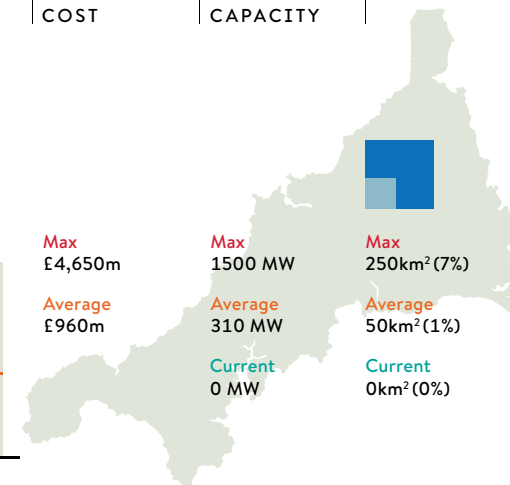 COST
CAPACITY
Max
£4,650m
Average
£960m
Max
1500 MW
Average
310 MW
Current
0 MW
Max
250km² (7%)
Average
50km² (1%)
Current
0km² (0%)